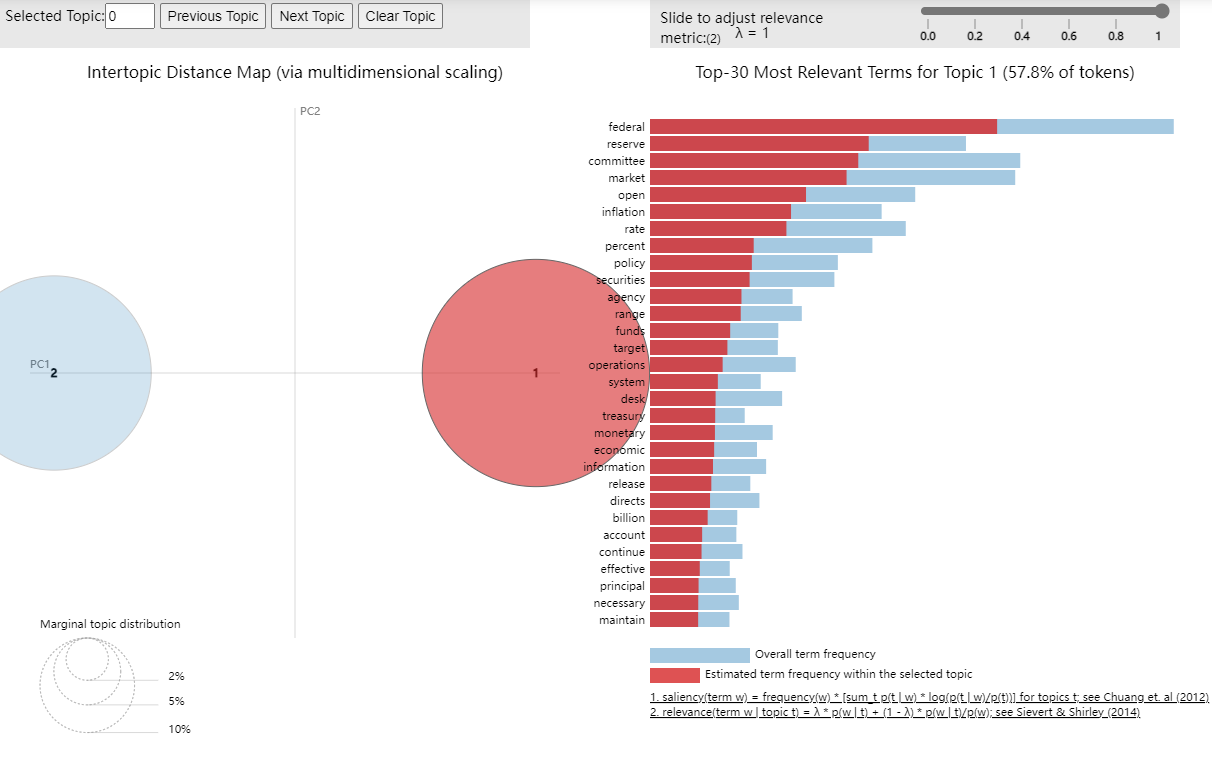 Selected Topic: 0 Previous Topic Next Topic Clear Topic
Slide to adjust relevance metric:(2)
λ = 1
0.0 0.2 0.4 0.6 0.8 1
Intertopic Distance Map (via multidimensional scaling)
PC2
PC1
2
1
Marginal topic distribution
2%
5%
10%
Top-30 Most Relevant Terms for Topic 1 (57.8% of tokens)
federal
reserve
committee
market
open
inflation
rate
percent
policy
securities
agency
range
funds
target
operations
system
desk
treasury
monetary
economic
information
release
directs
billion
account
continue
effective
principal
necessary
maintain
Overall term frequency
Estimated term frequency within the selected topic
1. saliency(term w) = frequency(w) * [sum_t p(t | w) * log(p(t | w)/p(t))] for topics t; see Chuang et. al (2012)
2. relevance(term w | topic t) = λ * p(w | t) + (1 - λ) * p(w | t)/p(w); see Sievert & Shirley (2014)